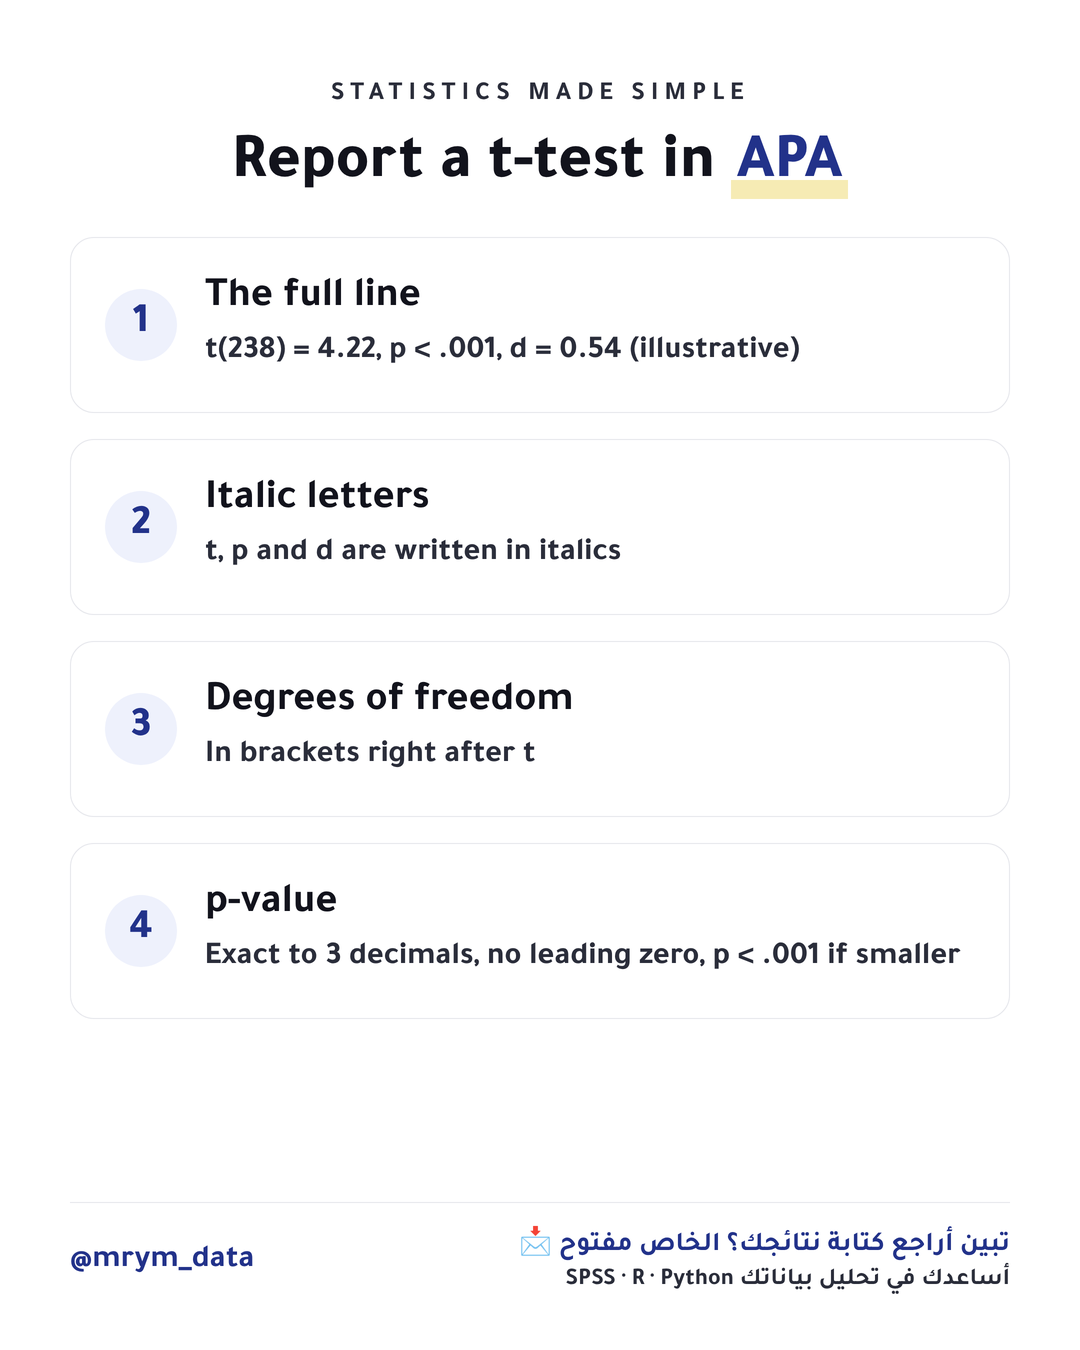 STATISTICS MADE SIMPLE
Report a t-test in APA
1
The full line
t(238) = 4.22, p < .001, d = 0.54 (illustrative)
2
Italic letters
t, p and d are written in italics
3
Degrees of freedom
In brackets right after t
4
p-value
Exact to 3 decimals, no leading zero, p < .001 if smaller
@mrym_data
تبين أراجع كتابة نتائجك؟ الخاص مفتوح 📩
أساعدك في تحليل بياناتك SPSS · R · Python